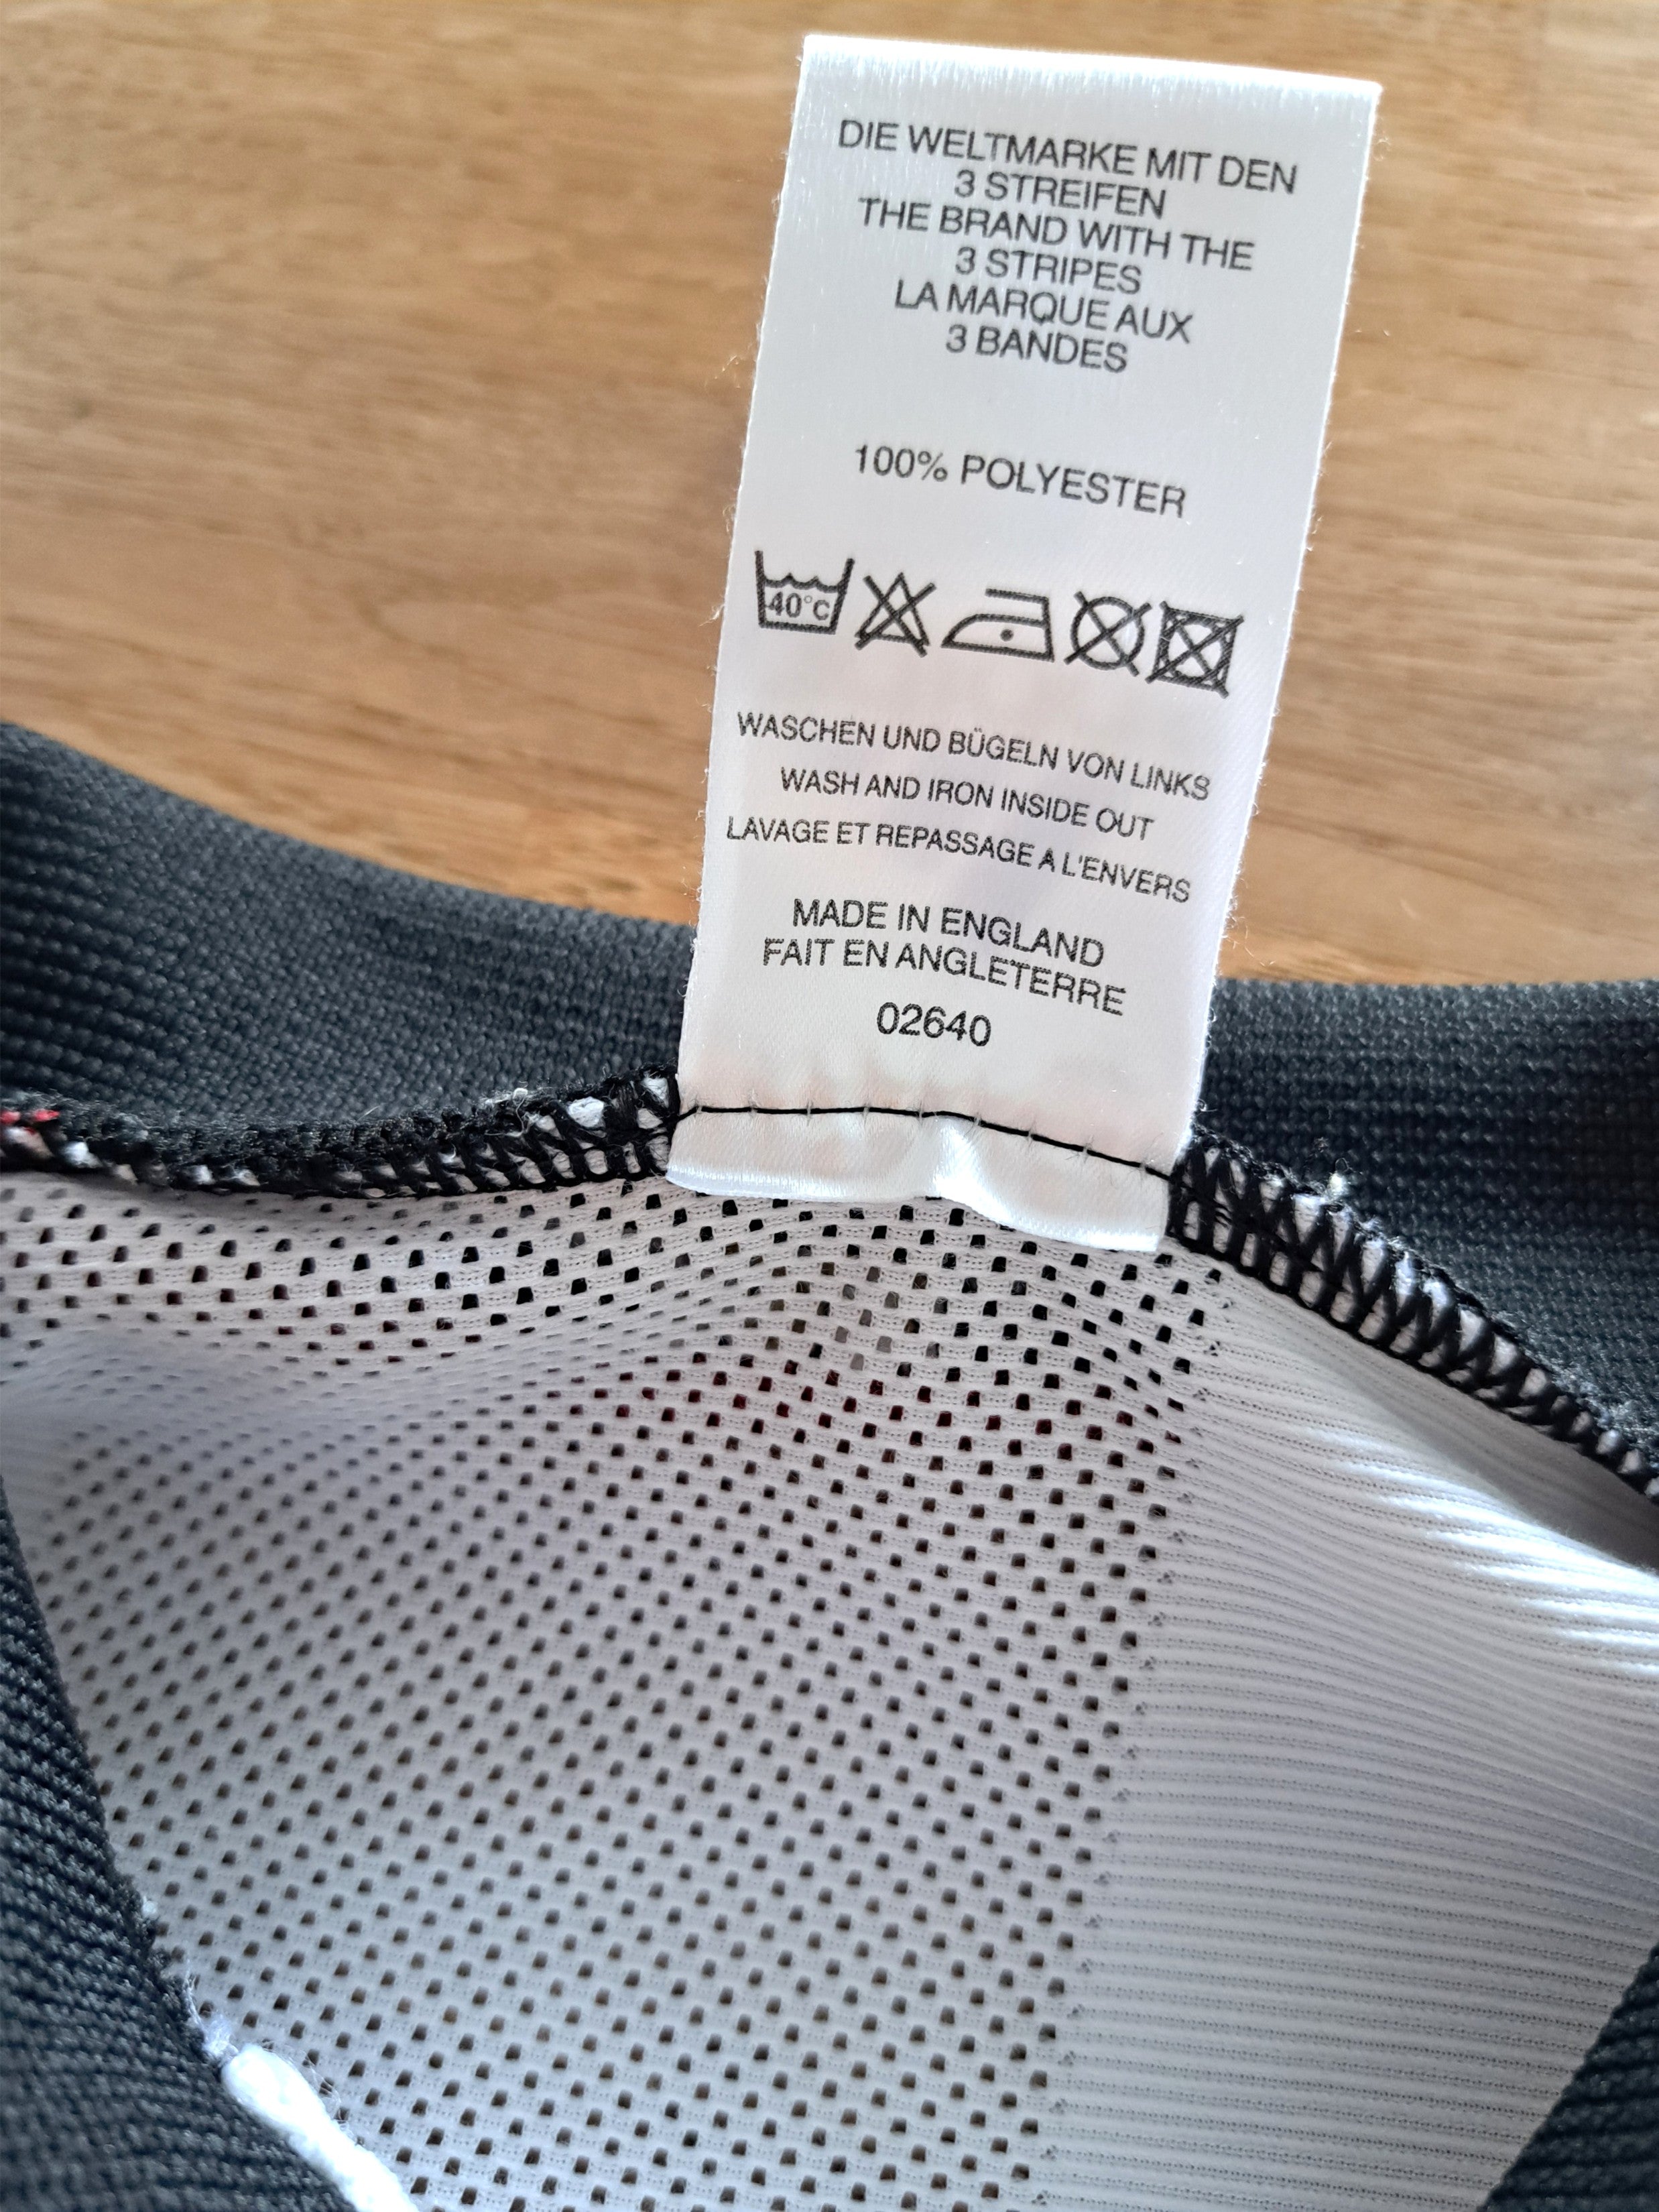 DIE WELTMARKE MIT DEN
3 STREIFEN
THE BRAND WITH THE
3 STRIPES
LA MARQUE AUX
3 BANDES
100% POLYESTER
40°C
WASCHEN UND BÜGELN VON LINKS
WASH AND IRON INSIDE OUT
LAVAGE ET REPASSAGE A L'ENVERS
MADE IN ENGLAND
FAIT EN ANGLETERRE
02640